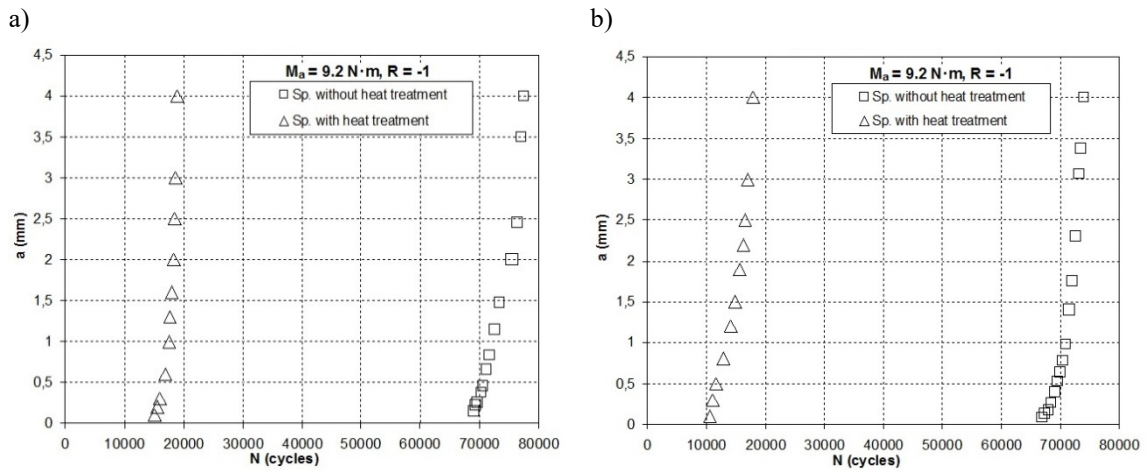 a)
4,5
4
3,5
3
2,5
2
1,5
1
0,5
0
a (mm)
Mₐ = 9.2 N·m, R = -1
Sp. without heat treatment
Sp. with heat treatment
0 10000 20000 30000 40000 50000 60000 70000 80000
N (cycles)
b)
4,5
4
3,5
3
2,5
2
1,5
1
0,5
0
a (mm)
Mₐ = 9.2 N·m, R = -1
Sp. without heat treatment
Sp. with heat treatment
0 10000 20000 30000 40000 50000 60000 70000 80000
N (cycles)